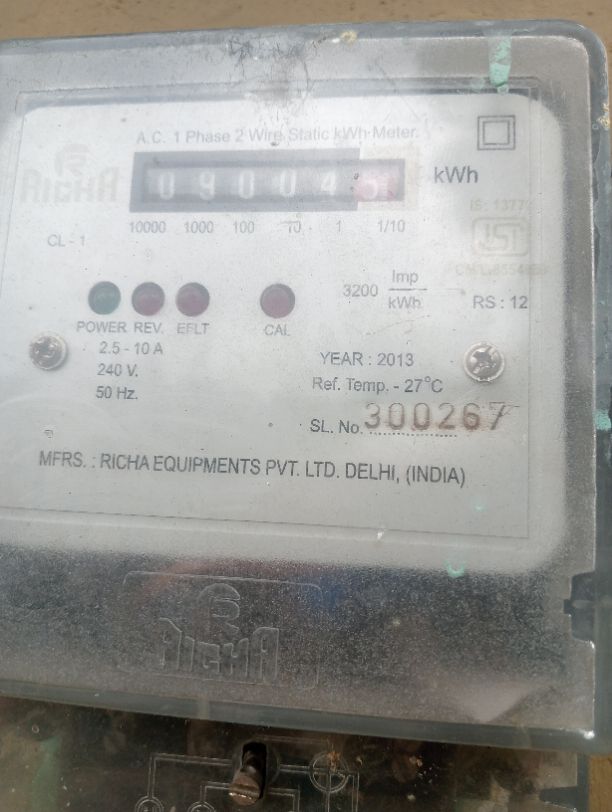 A.C. 1 Phase 2 Wire Static kWh Meter.
RICHA
0 9 0 0 4 5 kWh
10000 1000 100 10 1 1/10
CL - 1
3200 Imp
kWh
RS : 12
POWER REV. EFLT CAL
2.5 - 10 A
240 V.
50 Hz.
YEAR : 2013
Ref. Temp. - 27°C
SL. No. 300267
MFRS. : RICHA EQUIPMENTS PVT. LTD. DELHI, (INDIA)
RICHA